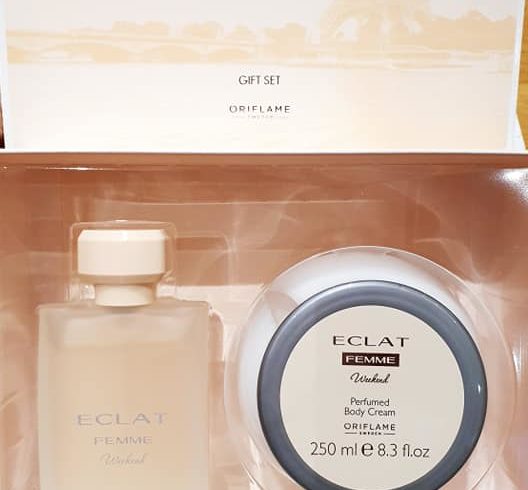 GIFT SET
ORIFLAME
SWEDEN
ECLAT
FEMME
Weekend
ECLAT
FEMME
Weekend
Perfumed
Body Cream
ORIFLAME
SWEDEN
250 ml ℮ 8.3 fl.oz